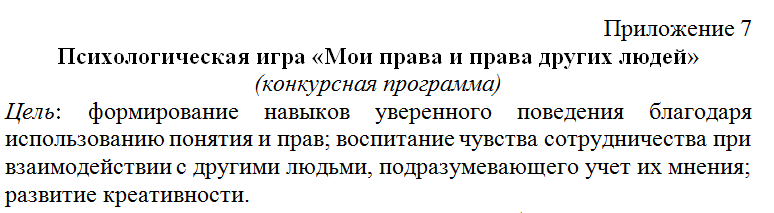 Приложение 7
Психологическая игра «Мои права и права других людей»
(конкурсная программа)
Цель: формирование навыков уверенного поведения благодаря
использованию понятия и прав; воспитание чувства сотрудничества при
взаимодействии с другими людьми, подразумевающего учет их мнения;
развитие креативности.